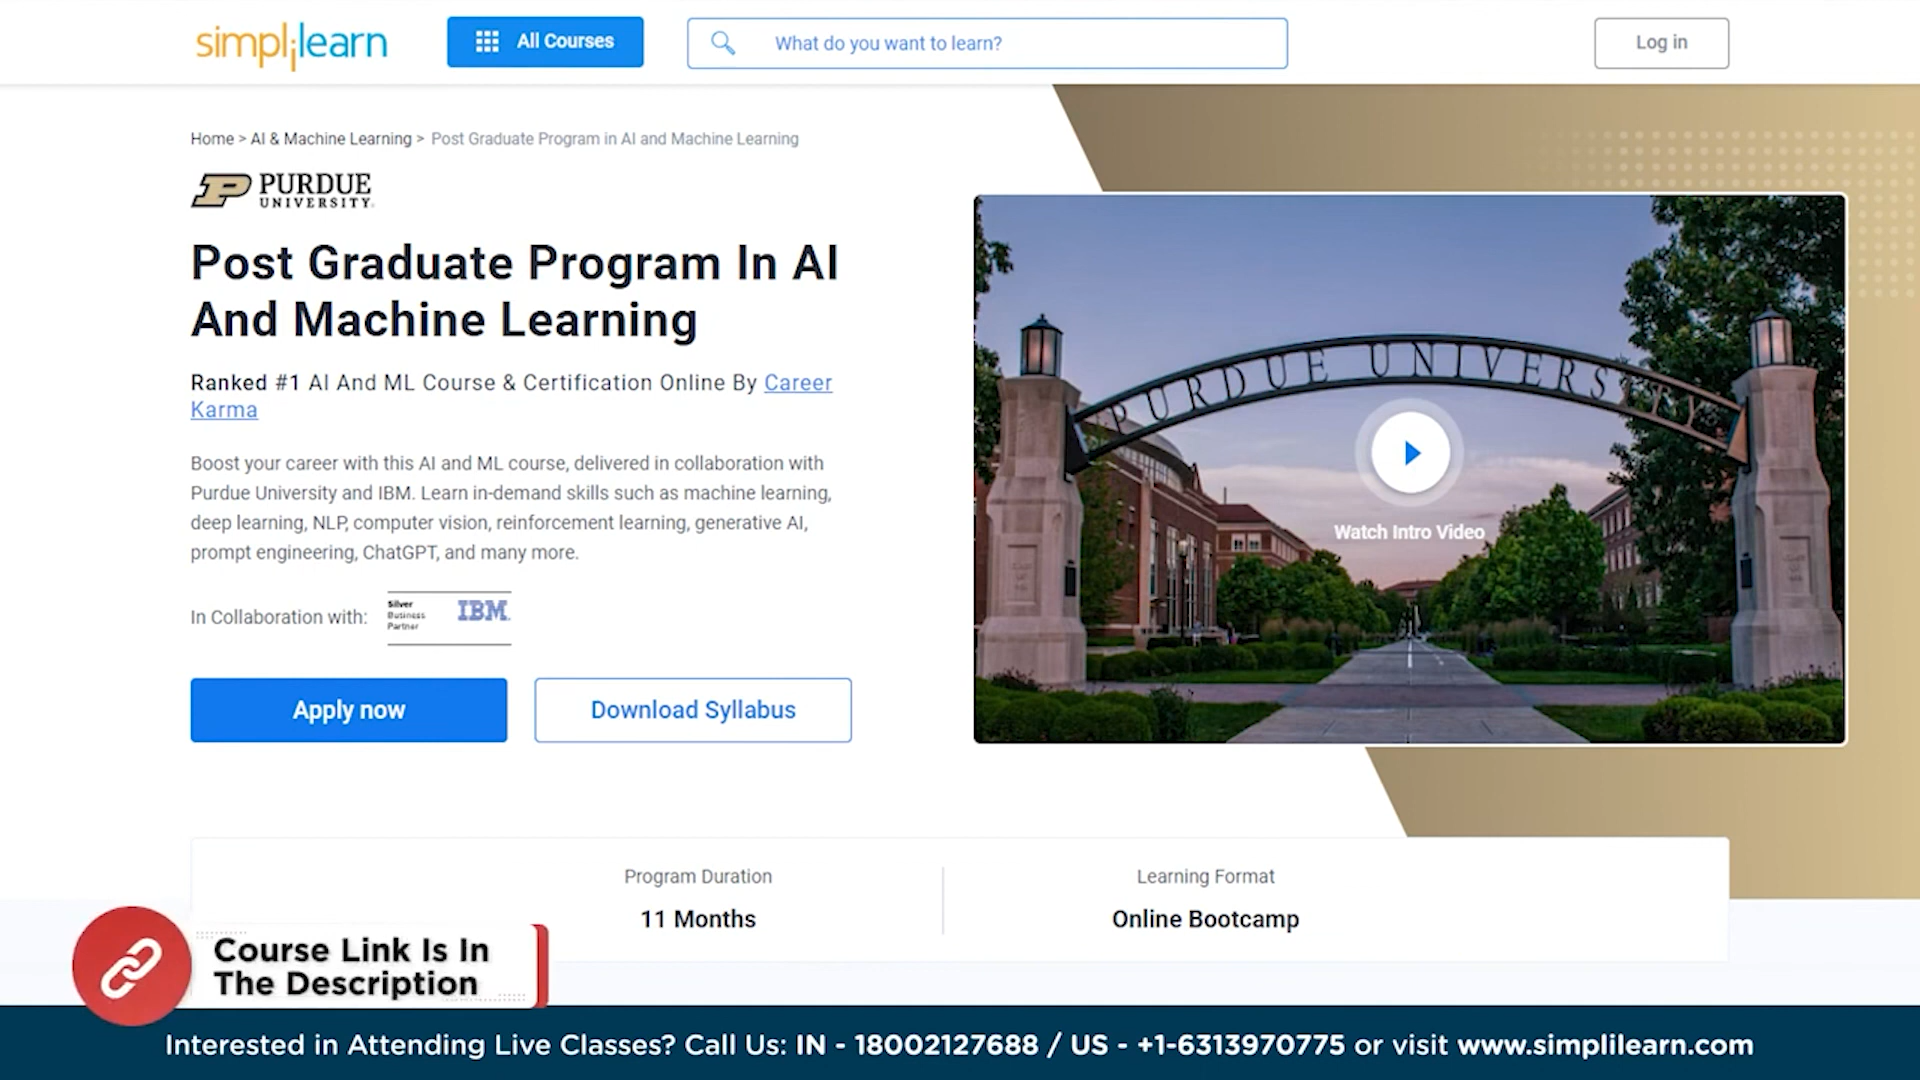 simplilearn
All Courses
What do you want to learn?
Log in
Home > AI & Machine Learning > Post Graduate Program in AI and Machine Learning
PURDUE
UNIVERSITY
Post Graduate Program In AI
And Machine Learning
Ranked #1 AI And ML Course & Certification Online By Career
Karma
Boost your career with this AI and ML course, delivered in collaboration with
Purdue University and IBM. Learn in-demand skills such as machine learning,
deep learning, NLP, computer vision, reinforcement learning, generative AI,
prompt engineering, ChatGPT, and many more.
In Collaboration with:
Silver
Business
Partner
IBM
Apply now
Download Syllabus
PURDUE UNIVERSITY
Watch Intro Video
Program Duration
11 Months
Learning Format
Online Bootcamp
Course Link Is In
The Description
Interested in Attending Live Classes? Call Us: IN - 18002127688 / US - +1-6313970775 or visit www.simplilearn.com